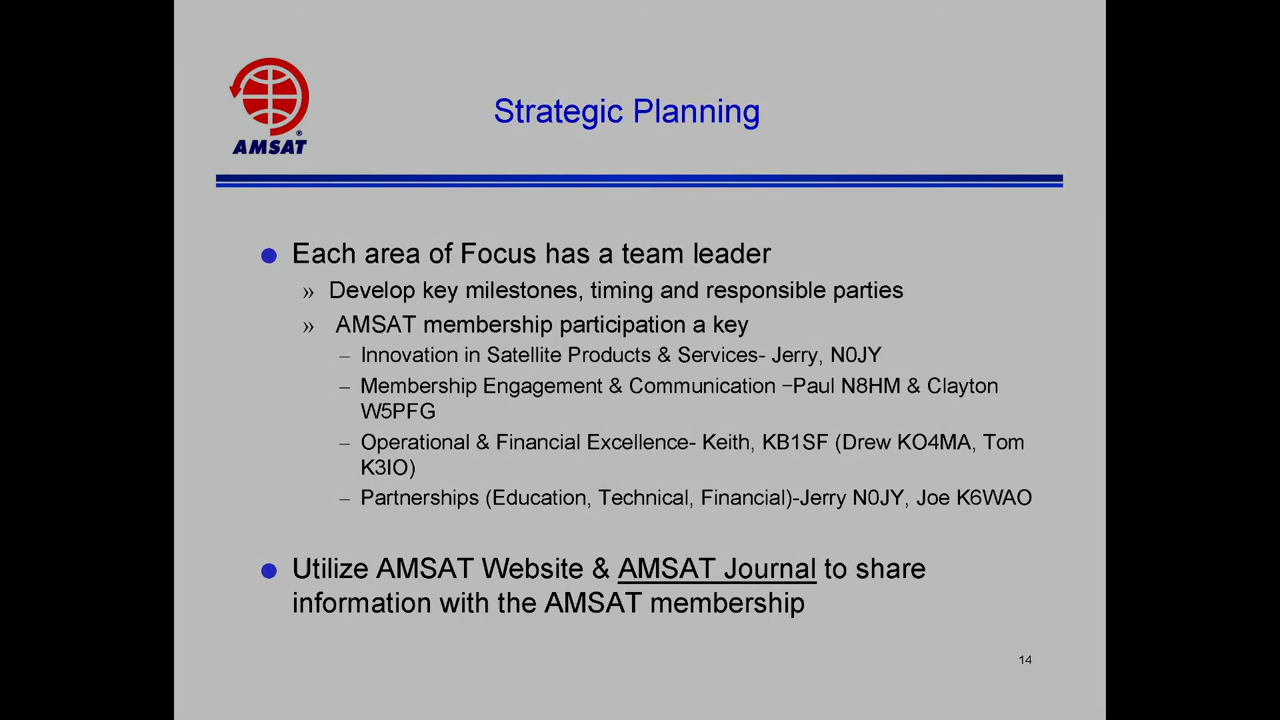 AMSAT®
Strategic Planning
● Each area of Focus has a team leader
» Develop key milestones, timing and responsible parties
» AMSAT membership participation a key
– Innovation in Satellite Products & Services- Jerry, N0JY
– Membership Engagement & Communication –Paul N8HM & Clayton
W5PFG
– Operational & Financial Excellence- Keith, KB1SF (Drew KO4MA, Tom
K3IO)
– Partnerships (Education, Technical, Financial)-Jerry N0JY, Joe K6WAO
● Utilize AMSAT Website & AMSAT Journal to share
information with the AMSAT membership
14